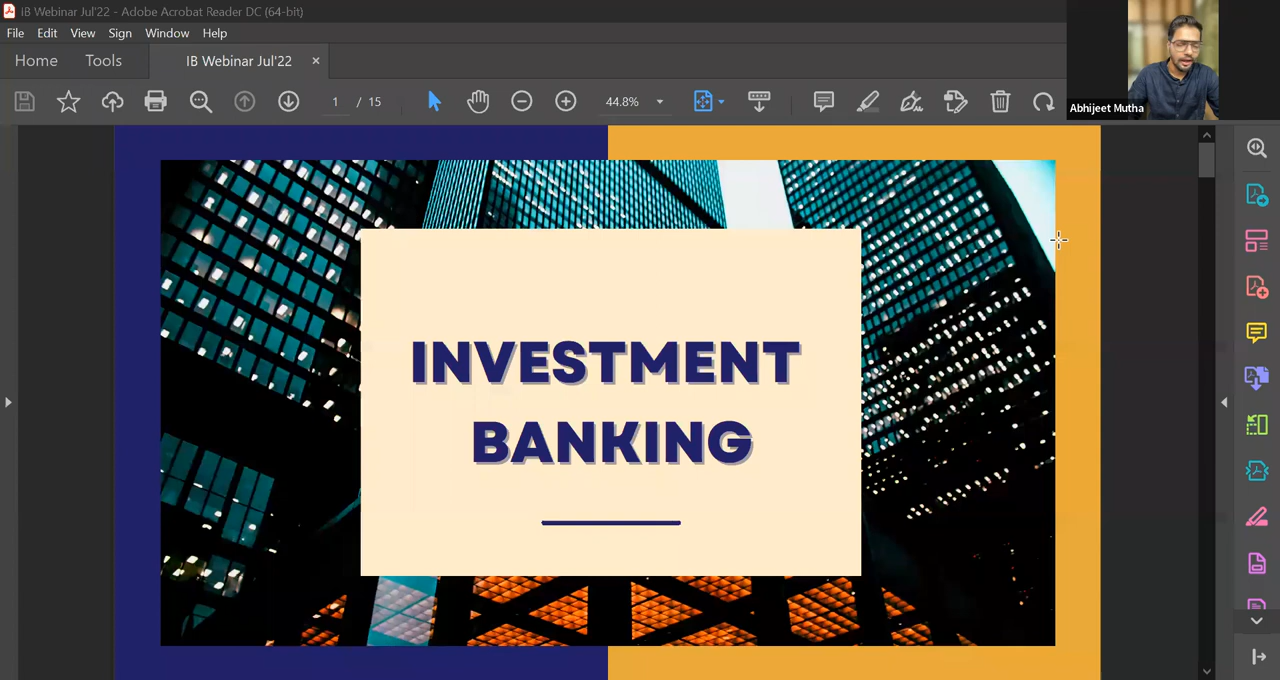 IB Webinar Jul'22 - Adobe Acrobat Reader DC (64-bit)
File Edit View Sign Window Help
Home Tools IB Webinar Jul'22 ×
1 / 15 44.8%
Abhijeet Mutha
INVESTMENT
BANKING